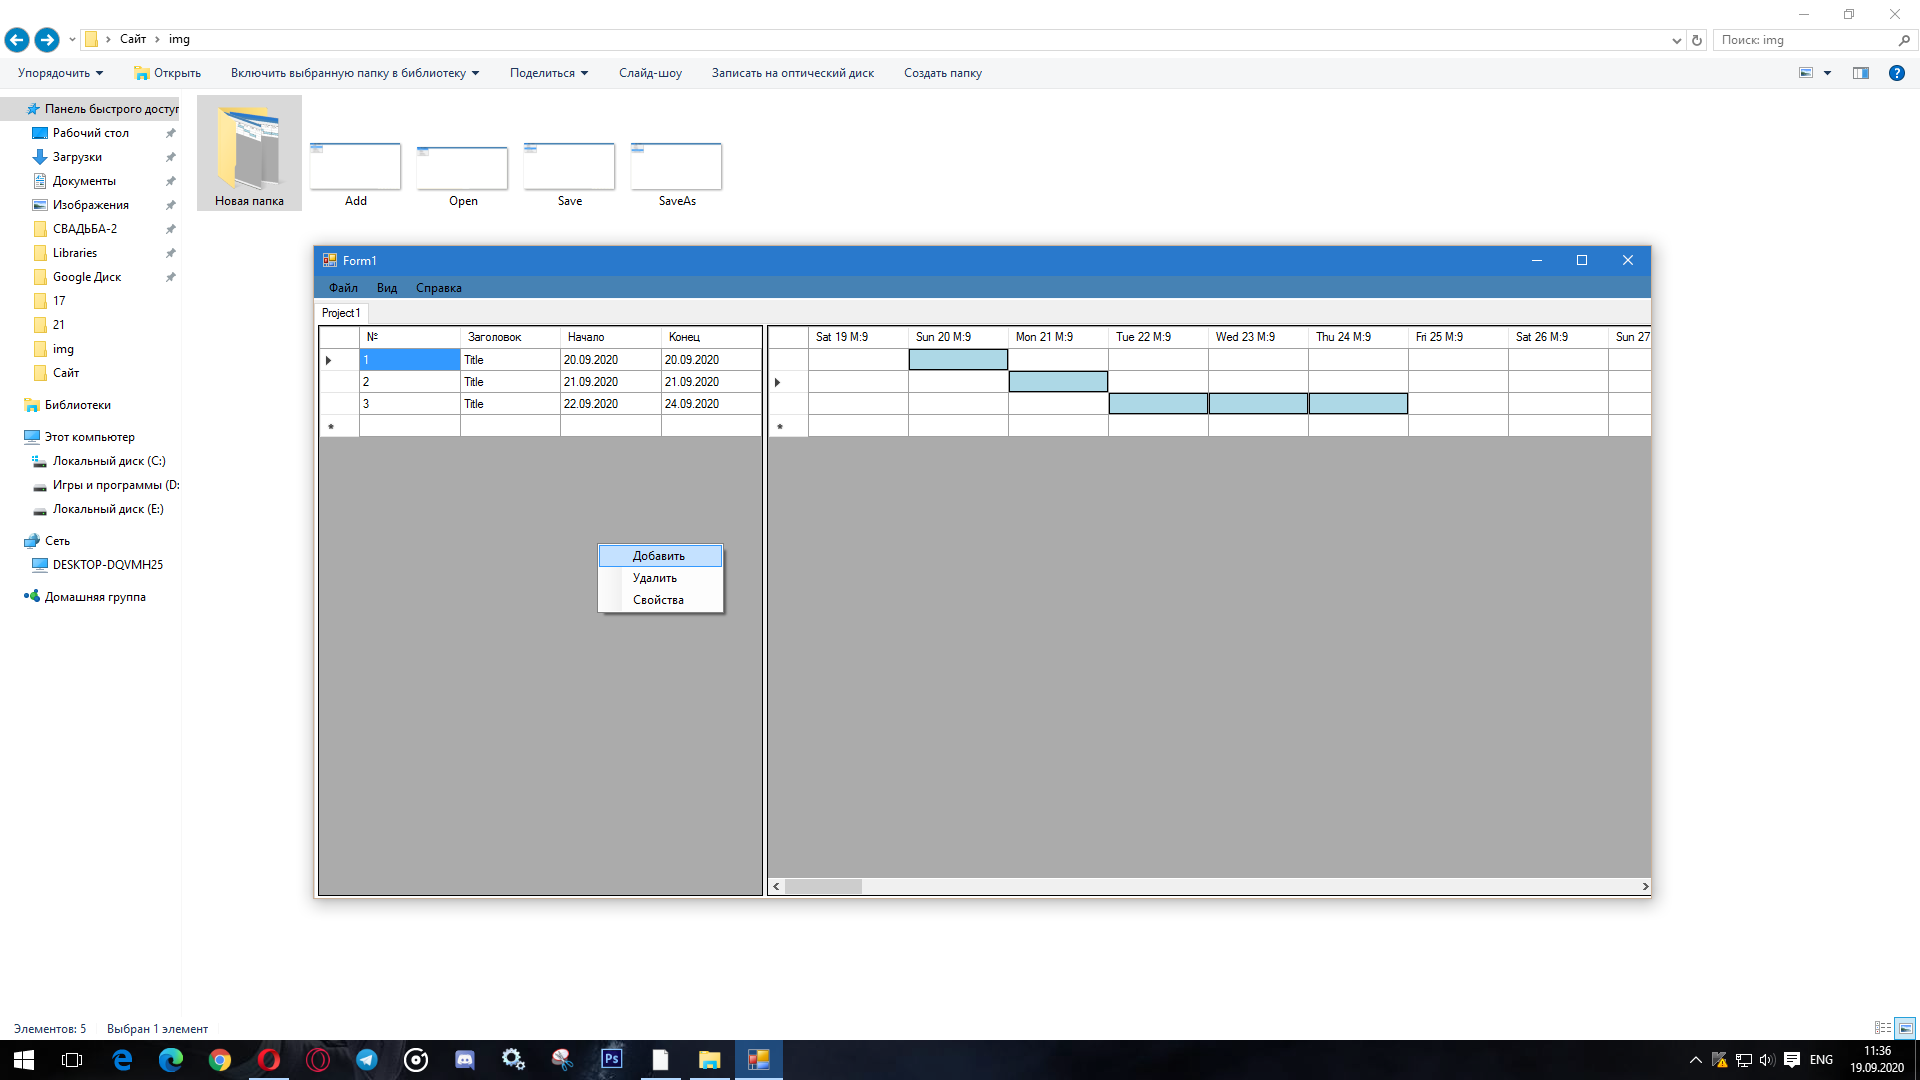 Сайт
img
Поиск: img
Упорядочить
Открыть
Включить выбранную папку в библиотеку
Поделиться
Слайд-шоу
Записать на оптический диск
Создать папку
Панель быстрого доступ
Рабочий стол
Загрузки
Документы
Изображения
СВАДЬБА-2
Libraries
Google Диск
17
21
img
Сайт
Библиотеки
Этот компьютер
Локальный диск (C:)
Игры и программы (D:
Локальный диск (E:)
Сеть
DESKTOP-DQVMH25
Домашняя группа
Новая папка
Add
Open
Save
SaveAs
Form1
Файл
Вид
Справка
Project1
№ Заголовок Начало Конец
1 Title 20.09.2020 20.09.2020
2 Title 21.09.2020 21.09.2020
3 Title 22.09.2020 24.09.2020
*
Sat 19 M:9 Sun 20 M:9 Mon 21 M:9 Tue 22 M:9 Wed 23 M:9 Thu 24 M:9 Fri 25 M:9 Sat 26 M:9 Sun 27
*
Добавить
Удалить
Свойства
Элементов: 5
Выбран 1 элемент
Ps
ENG
11:36
19.09.2020